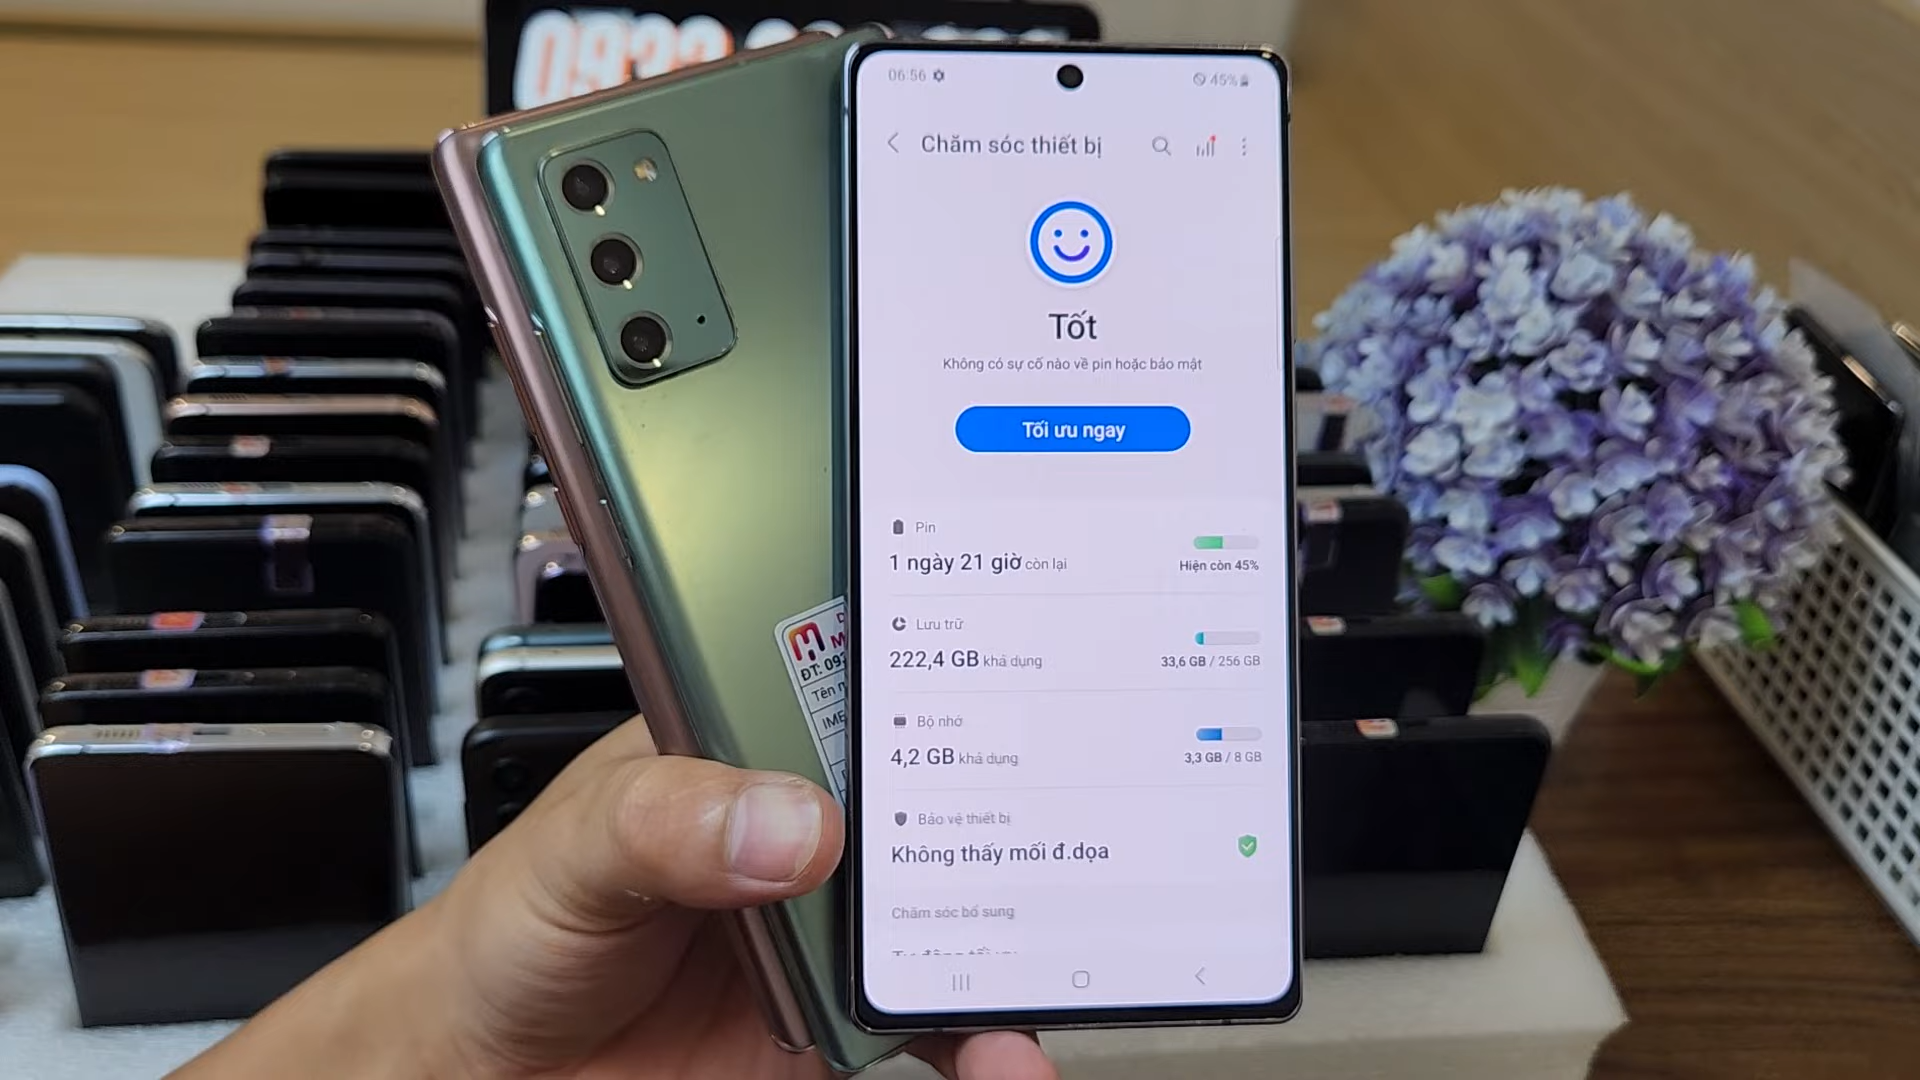 06:56
45%
Chăm sóc thiết bị
Tốt
Không có sự cố nào về pin hoặc bảo mật
Tối ưu ngay
Pin
1 ngày 21 giờ còn lại
Hiện còn 45%
Lưu trữ
222,4 GB khả dụng
33,6 GB / 256 GB
Bộ nhớ
4,2 GB khả dụng
3,3 GB / 8 GB
Bảo vệ thiết bị
Không thấy mối đ.dọa
Chăm sóc bổ sung
ĐT: 093
Tên